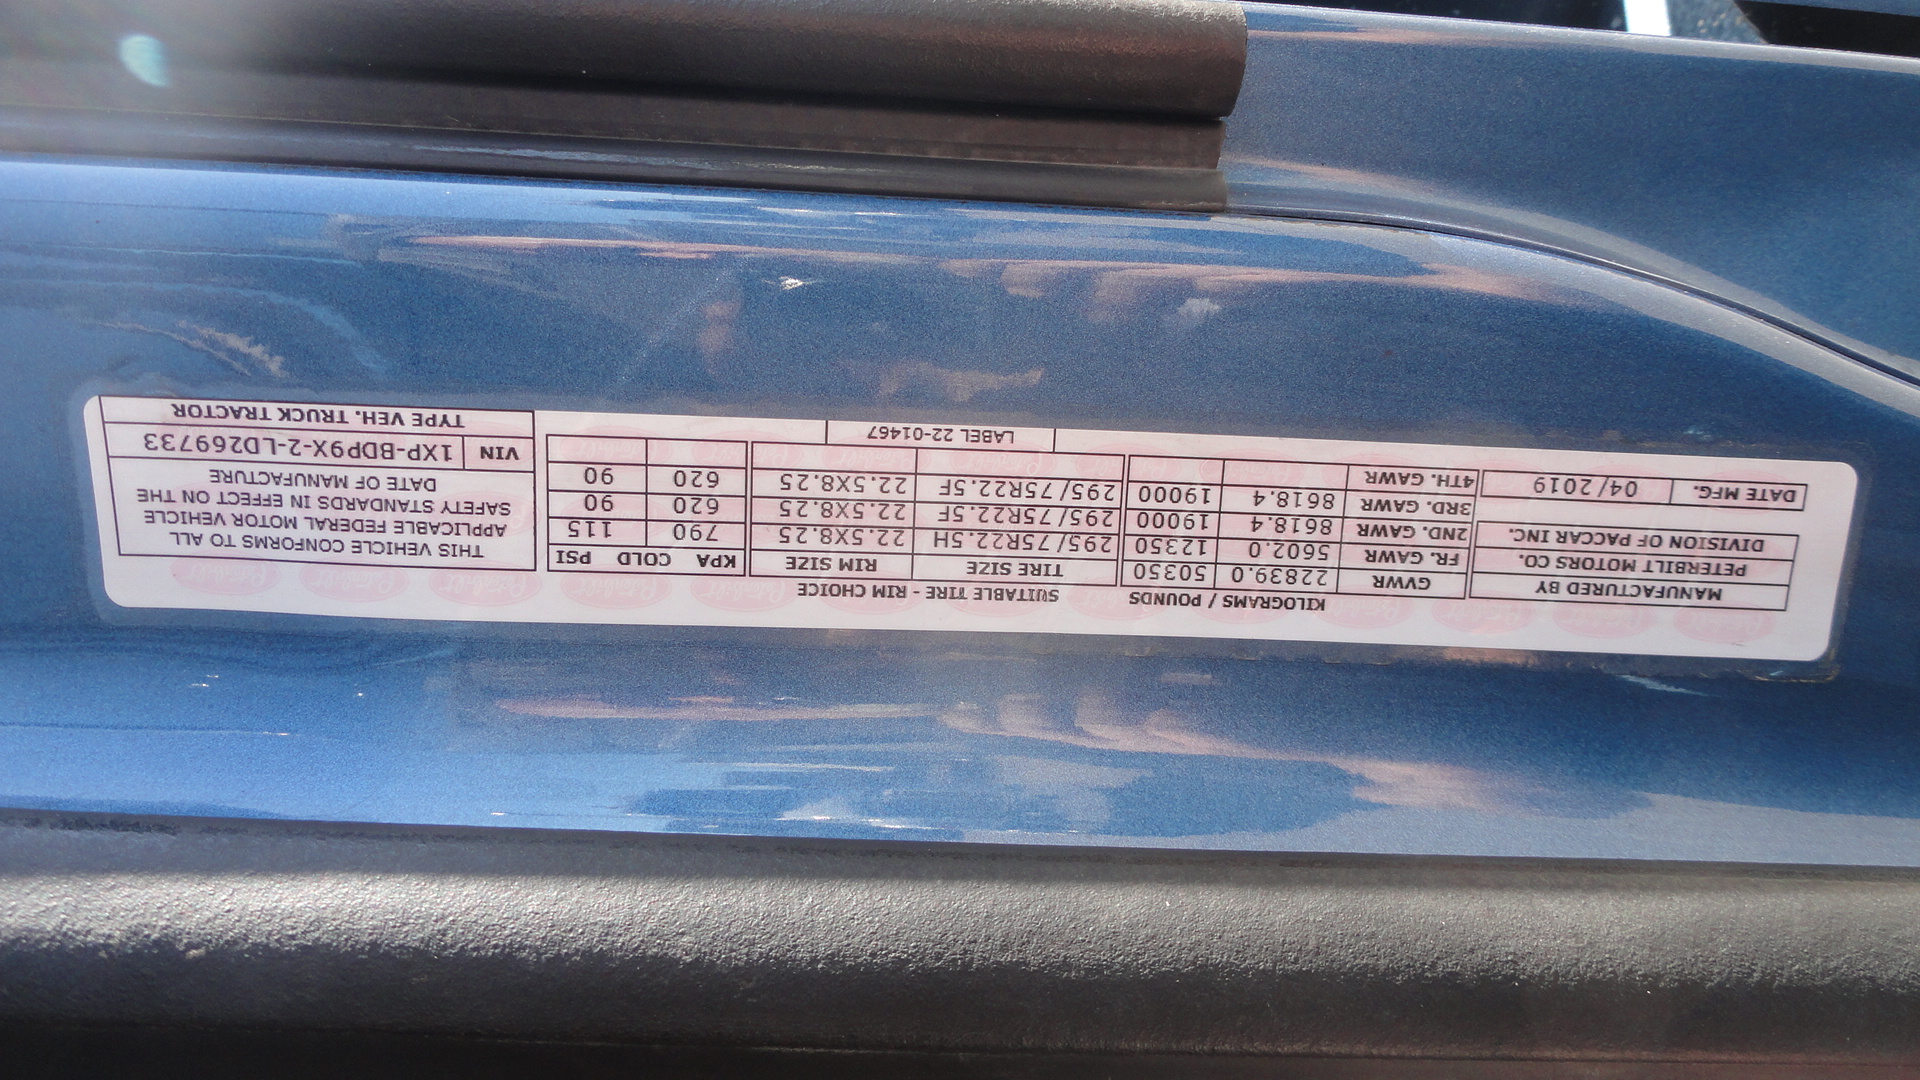 KILOGRAMS / POUNDS SUITABLE TIRE - RIM CHOICE
MANUFACTURED BY
PETERBILT MOTORS CO.
DIVISION OF PACCAR INC.
DATE MFG. 04/2019
GVWR 22839.0 50350 TIRE SIZE RIM SIZE KPA COLD PSI
FR. GAWR 5602.0 12350 295/75R22.5H 22.5X8.25 790 115
2ND. GAWR 8618.4 19000 295/75R22.5F 22.5X8.25 620 90
3RD. GAWR 8618.4 19000 295/75R22.5F 22.5X8.25 620 90
4TH. GAWR
LABEL 22-01467
THIS VEHICLE CONFORMS TO ALL
APPLICABLE FEDERAL MOTOR VEHICLE
SAFETY STANDARDS IN EFFECT ON THE
DATE OF MANUFACTURE
VIN 1XP-BDP9X-2-LD269733
TYPE VEH. TRUCK TRACTOR